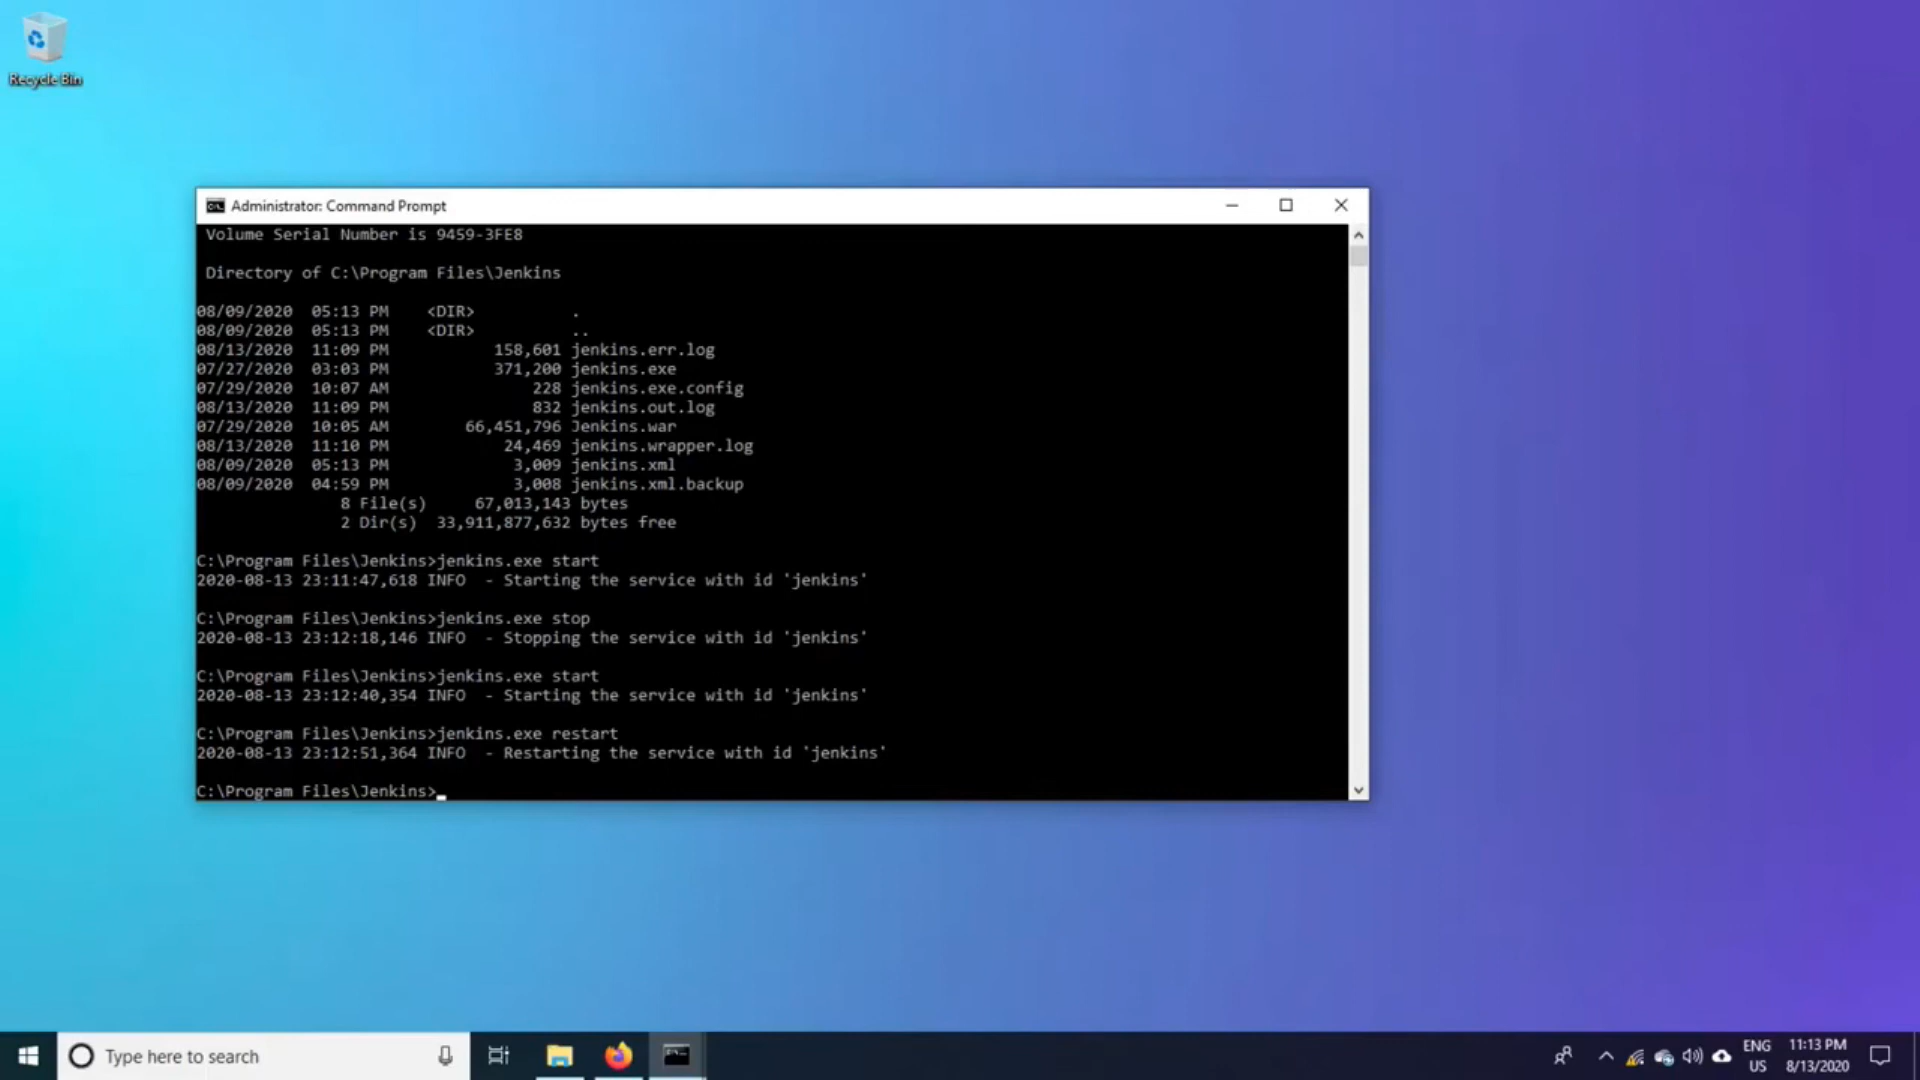 Recycle Bin
Administrator: Command Prompt
Volume Serial Number is 9459-3FE8
Directory of C:\Program Files\Jenkins
08/09/2020  05:13 PM    <DIR>          .
08/09/2020  05:13 PM    <DIR>          ..
08/13/2020  11:09 PM           158,601 jenkins.err.log
07/27/2020  03:03 PM           371,200 jenkins.exe
07/29/2020  10:07 AM               228 jenkins.exe.config
08/13/2020  11:09 PM               832 jenkins.out.log
07/29/2020  10:05 AM        66,451,796 Jenkins.war
08/13/2020  11:10 PM            24,469 jenkins.wrapper.log
08/09/2020  05:13 PM             3,009 jenkins.xml
08/09/2020  04:59 PM             3,008 jenkins.xml.backup
8 File(s)     67,013,143 bytes
2 Dir(s)  33,911,877,632 bytes free
C:\Program Files\Jenkins>jenkins.exe start
2020-08-13 23:11:47,618 INFO  - Starting the service with id 'jenkins'
C:\Program Files\Jenkins>jenkins.exe stop
2020-08-13 23:12:18,146 INFO  - Stopping the service with id 'jenkins'
C:\Program Files\Jenkins>jenkins.exe start
2020-08-13 23:12:40,354 INFO  - Starting the service with id 'jenkins'
C:\Program Files\Jenkins>jenkins.exe restart
2020-08-13 23:12:51,364 INFO  - Restarting the service with id 'jenkins'
C:\Program Files\Jenkins>
Type here to search
ENG
US
11:13 PM
8/13/2020